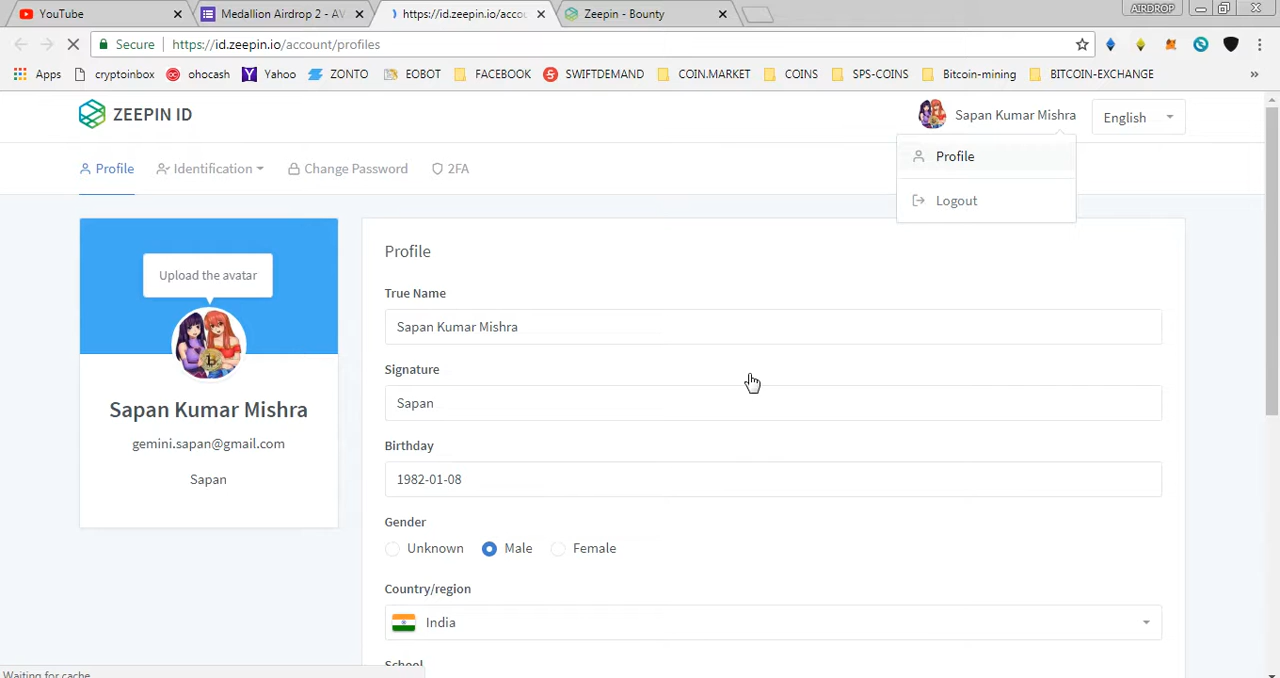 YouTube
Medallion Airdrop 2 - AV
https://id.zeepin.io/accou
Zeepin - Bounty
AIRDROP
Secure
https://id.zeepin.io/account/profiles
Apps
cryptoinbox
ohocash
Yahoo
ZONTO
EOBOT
FACEBOOK
SWIFTDEMAND
COIN.MARKET
COINS
SPS-COINS
Bitcoin-mining
BITCOIN-EXCHANGE
»
ZEEPIN ID
Sapan Kumar Mishra
English
Profile
Logout
Profile
Identification
Change Password
2FA
Upload the avatar
Sapan Kumar Mishra
gemini.sapan@gmail.com
Sapan
Profile
True Name
Sapan Kumar Mishra
Signature
Sapan
Birthday
1982-01-08
Gender
Unknown
Male
Female
Country/region
India
School
Waiting for cache